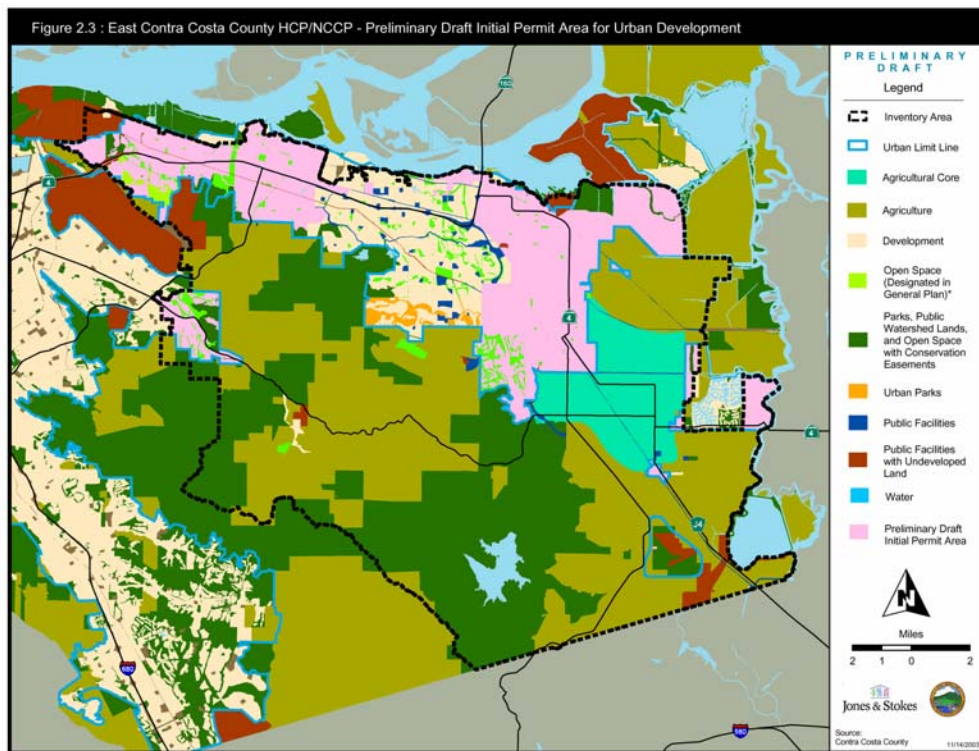 Figure 2.3 : East Contra Costa County HCP/NCCP - Preliminary Draft Initial Permit Area for Urban Development
PRELIMINARY
DRAFT
Legend
Inventory Area
Urban Limit Line
Agricultural Core
Agriculture
Development
Open Space
(Designated in
General Plan)*
Parks, Public
Watershed Lands,
and Open Space
with Conservation
Easements
Urban Parks
Public Facilities
Public Facilities
with Undeveloped
Land
Water
Preliminary Draft
Initial Permit Area
N
Miles
2 0 2
Jones & Stokes
Source:
Contra Costa County
160
4
4
4
J4
680
580